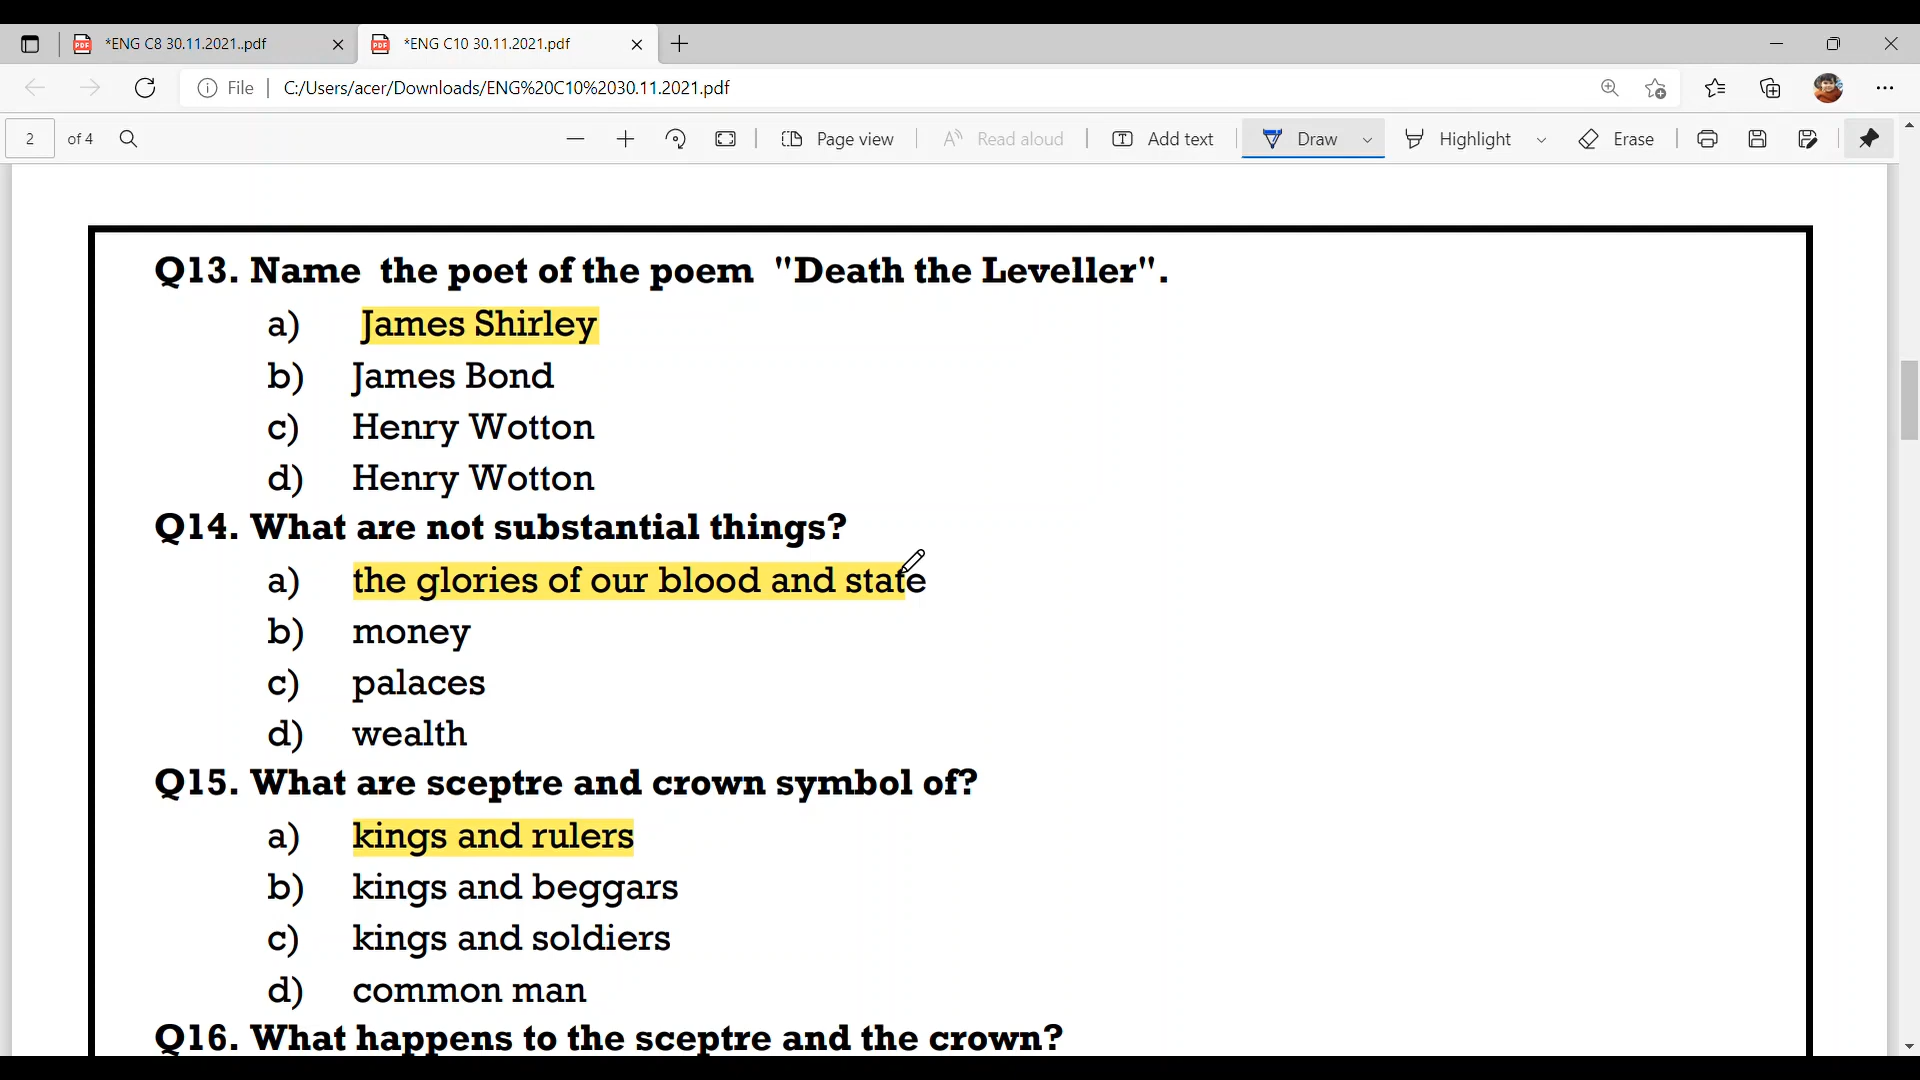 *ENG C8 30.11.2021..pdf
*ENG C10 30.11.2021.pdf
File
C:/Users/acer/Downloads/ENG%20C10%2030.11.2021.pdf
2 of 4
Page view
Read aloud
Add text
Draw
Highlight
Erase
Q13. Name the poet of the poem "Death the Leveller".
a) James Shirley
b) James Bond
c) Henry Wotton
d) Henry Wotton
Q14. What are not substantial things?
a) the glories of our blood and state
b) money
c) palaces
d) wealth
Q15. What are sceptre and crown symbol of?
a) kings and rulers
b) kings and beggars
c) kings and soldiers
d) common man
Q16. What happens to the sceptre and the crown?